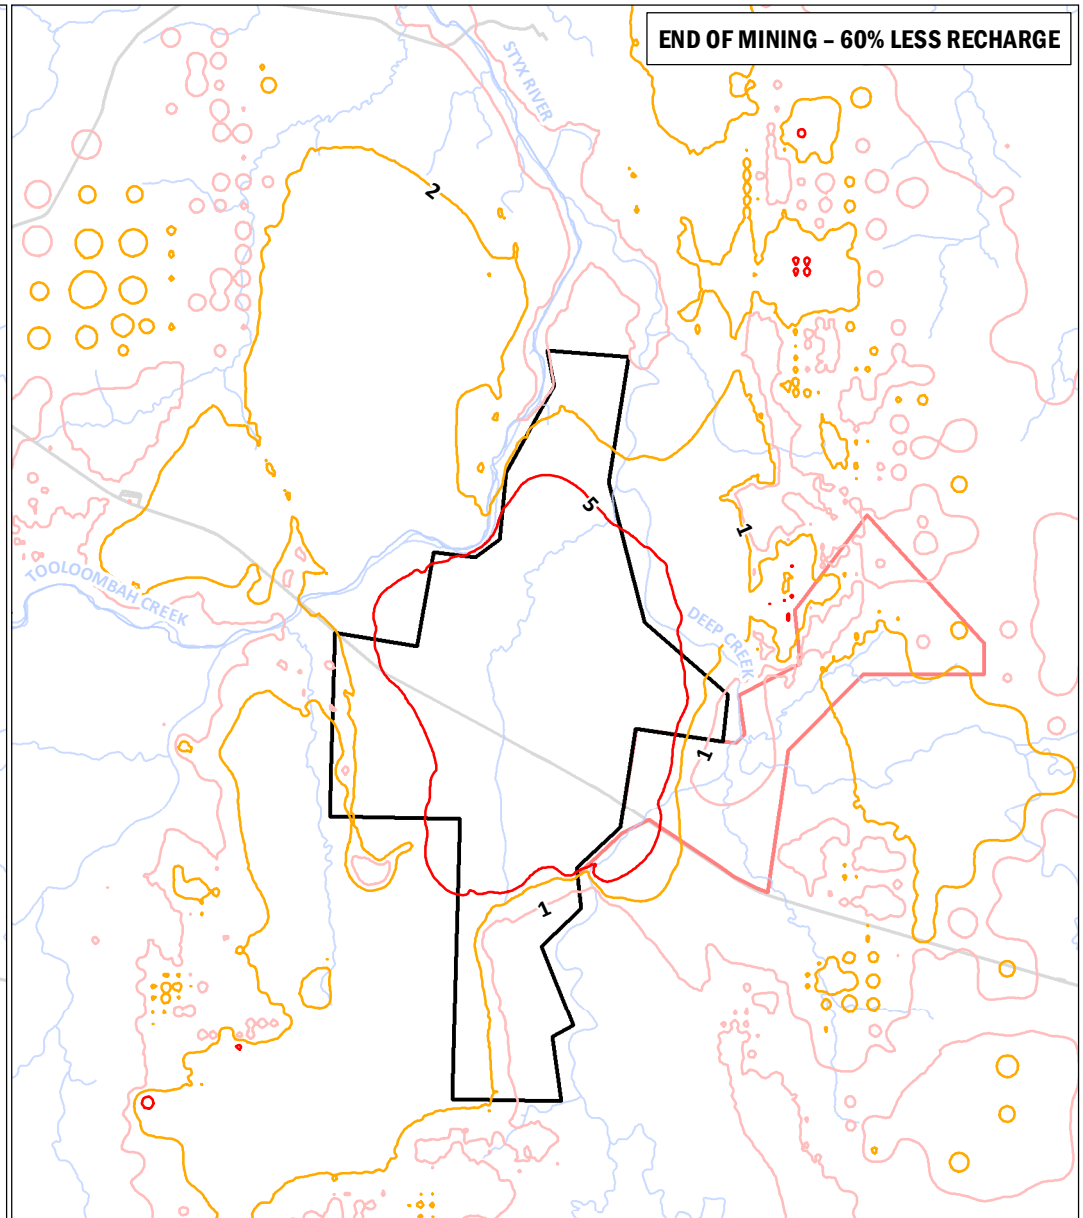 END OF MINING – 60% LESS RECHARGE
STYX RIVER
2
5
1
TOOLOOMBAH CREEK
DEEP CREEK
1
1